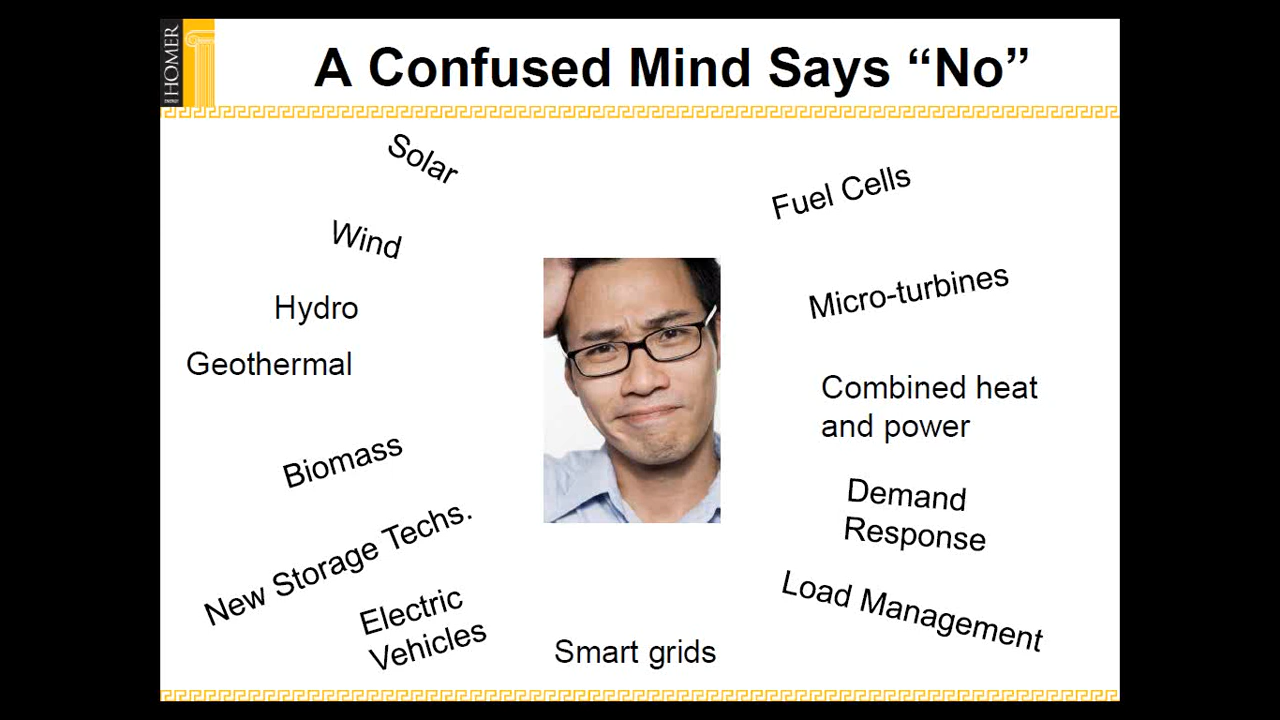 HOMER
ENERGY
A Confused Mind Says “No”
Solar
Wind
Hydro
Geothermal
Biomass
New Storage Techs.
Electric
Vehicles
Smart grids
Fuel Cells
Micro-turbines
Combined heat
and power
Demand
Response
Load Management